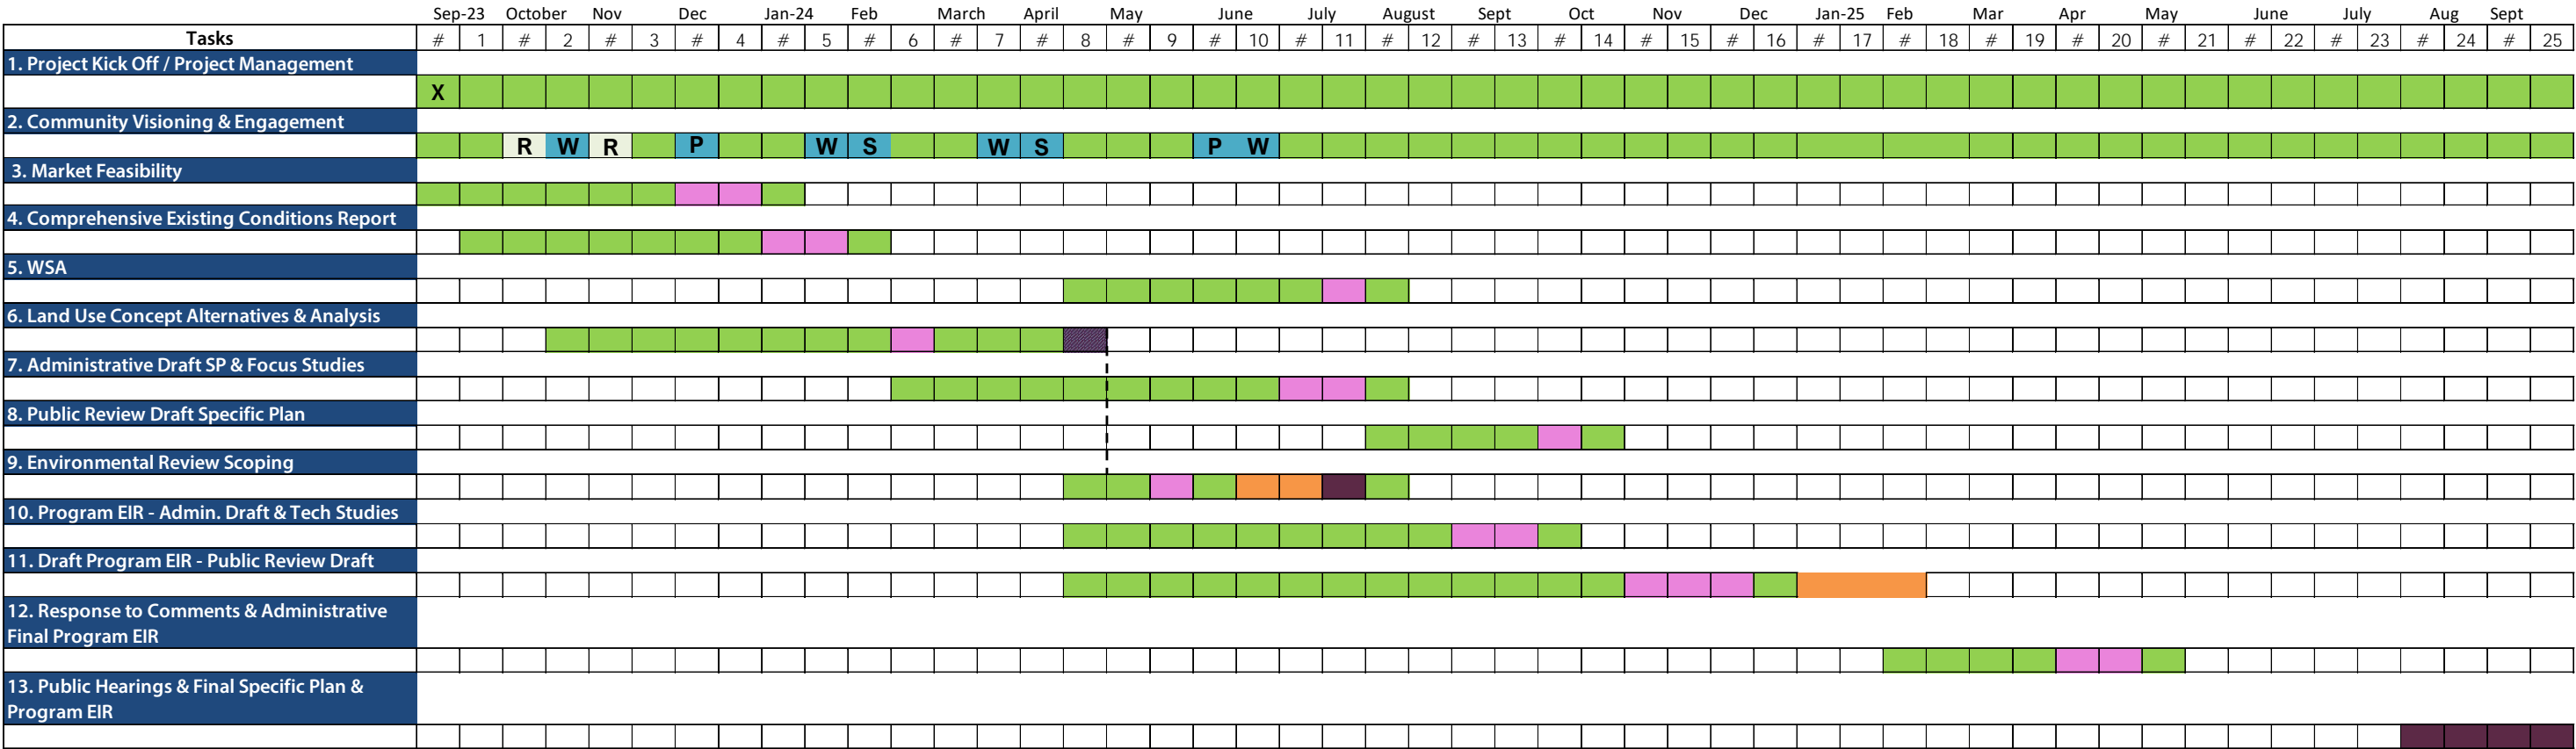 Sep-23 October Nov Dec Jan-24 Feb March April May June July August Sept Oct Nov Dec Jan-25 Feb Mar Apr May June July Aug Sept
Tasks # 1 # 2 # 3 # 4 # 5 # 6 # 7 # 8 # 9 # 10 # 11 # 12 # 13 # 14 # 15 # 16 # 17 # 18 # 19 # 20 # 21 # 22 # 23 # 24 # 25
1. Project Kick Off / Project Management
X
2. Community Visioning & Engagement
R W R P W S W S P W
3. Market Feasibility
4. Comprehensive Existing Conditions Report
5. WSA
6. Land Use Concept Alternatives & Analysis
7. Administrative Draft SP & Focus Studies
8. Public Review Draft Specific Plan
9. Environmental Review Scoping
10. Program EIR - Admin. Draft & Tech Studies
11. Draft Program EIR - Public Review Draft
12. Response to Comments & Administrative
Final Program EIR
13. Public Hearings & Final Specific Plan &
Program EIR